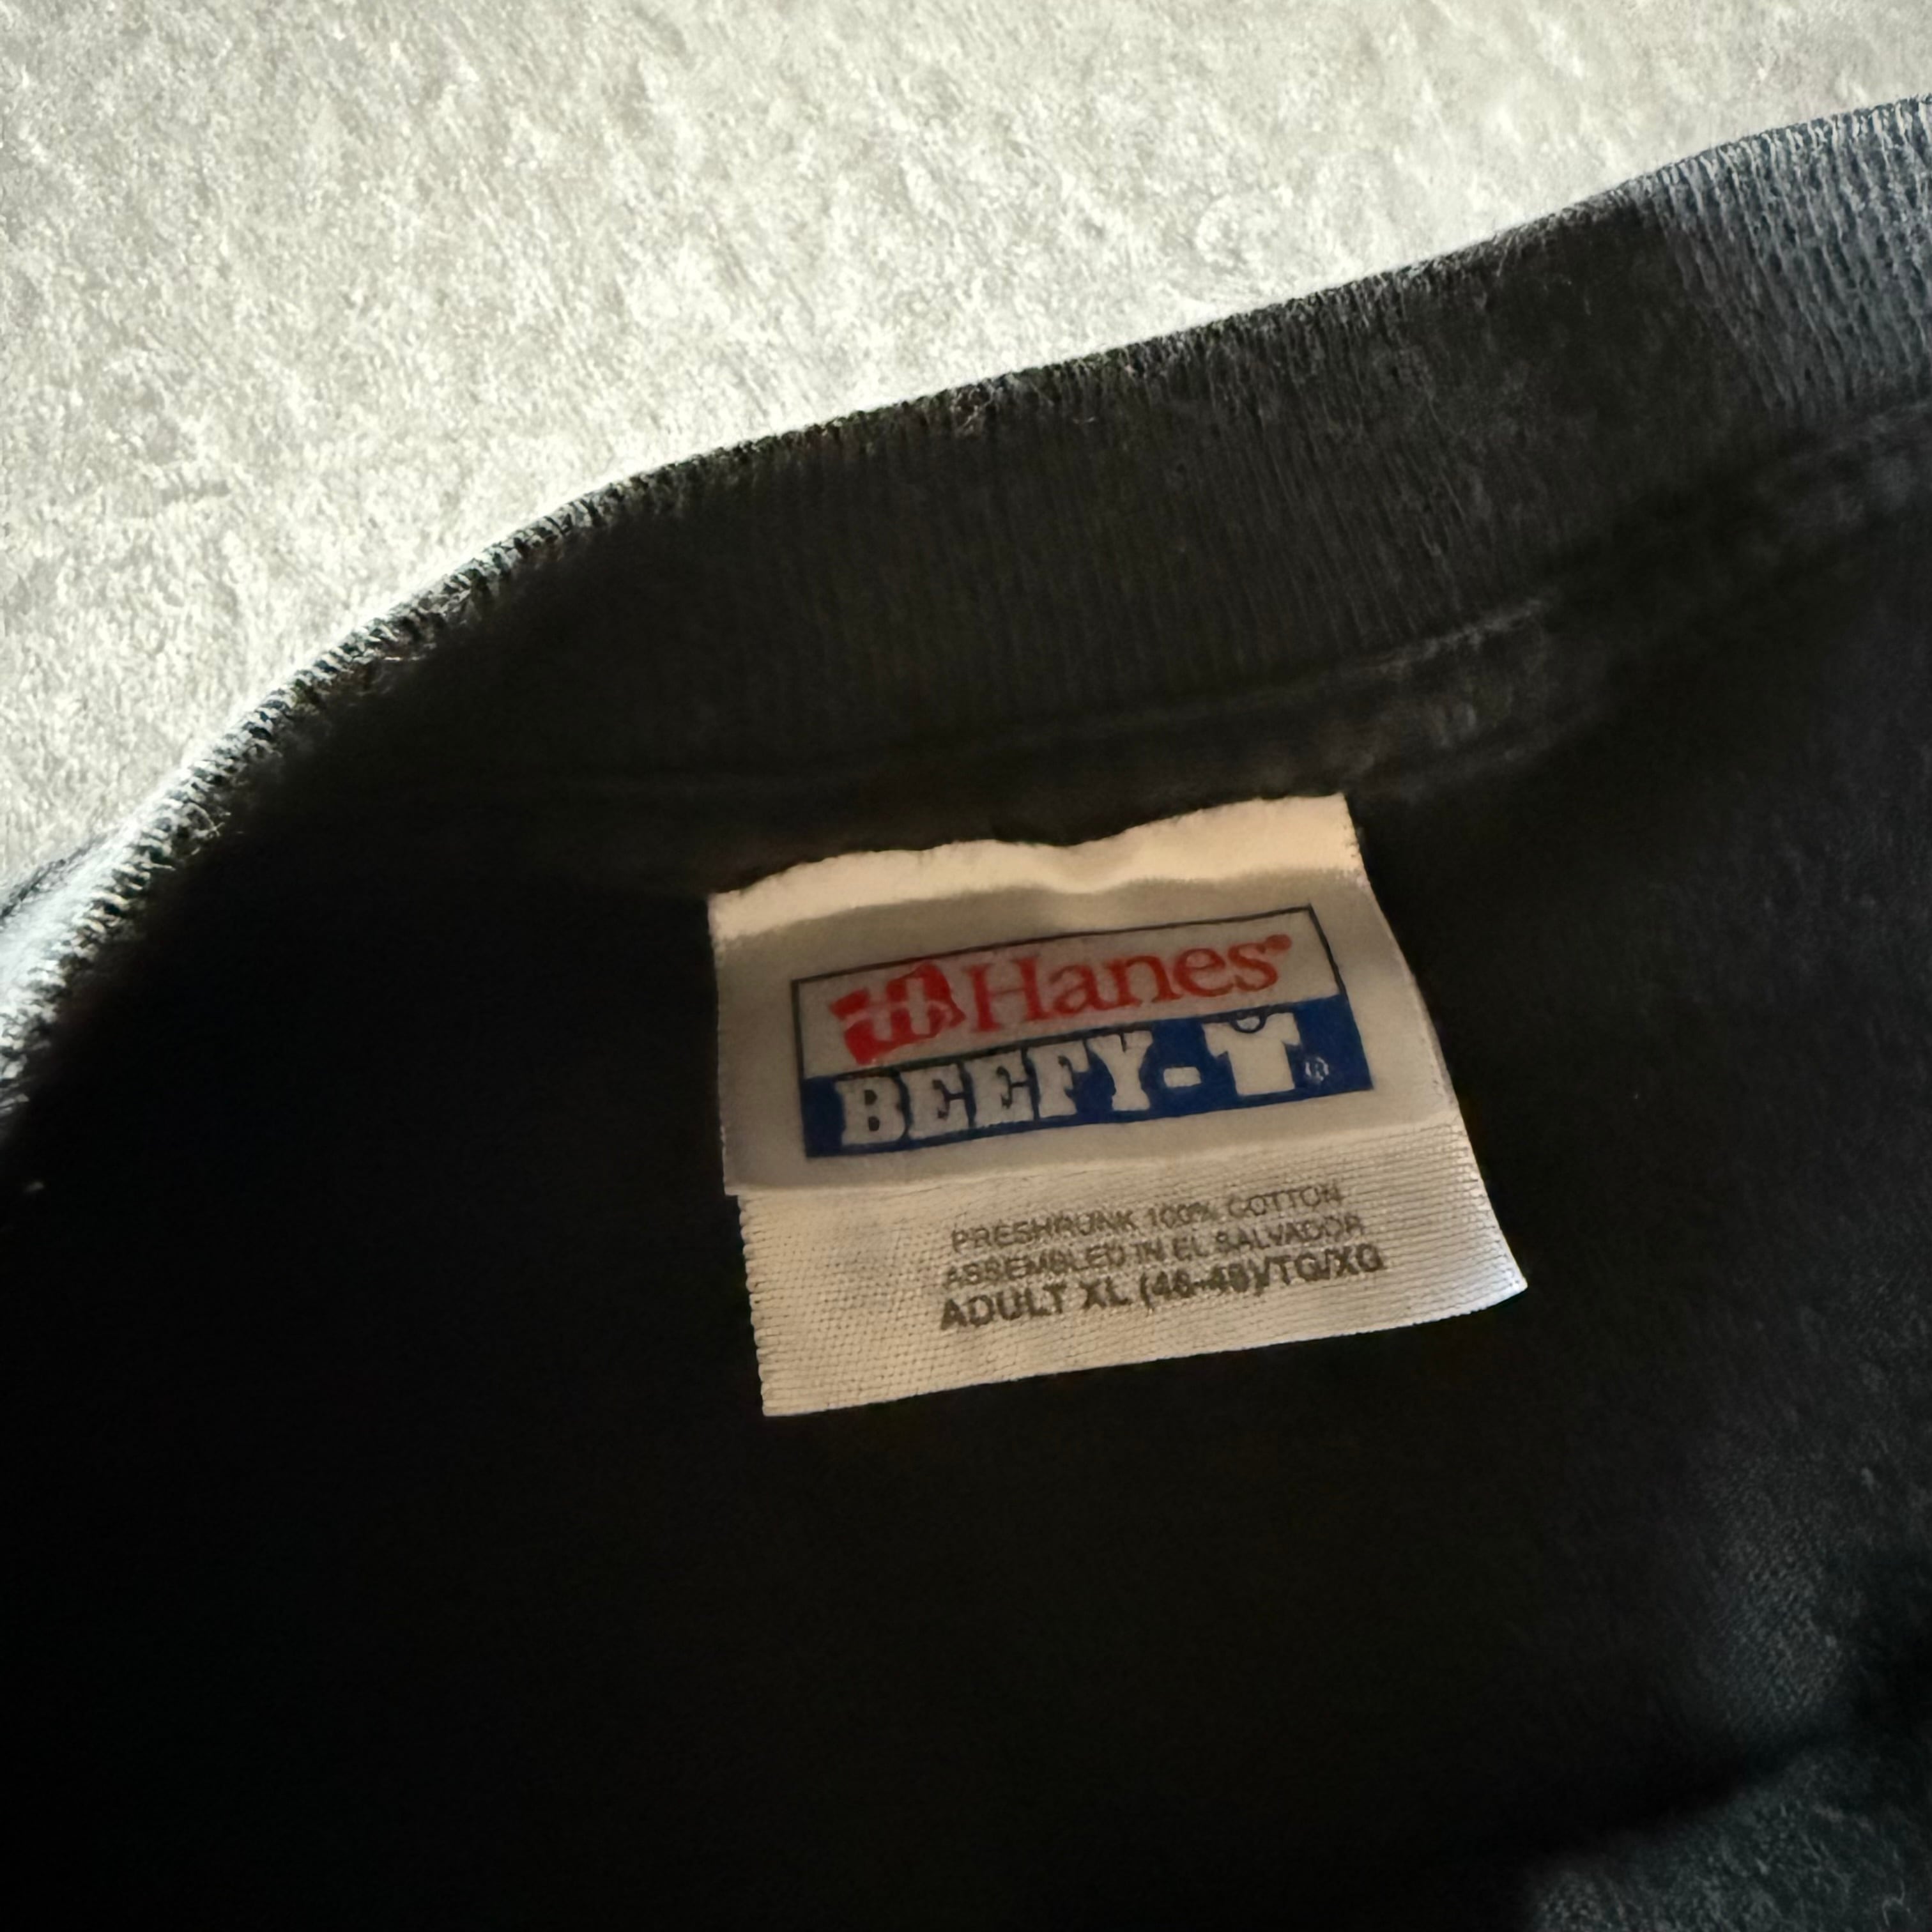 Hanes®
BEEFY-T®
PRESHRUNK 100% COTTON
ASSEMBLED IN EL SALVADOR
ADULT XL (46-48)/TG/XG